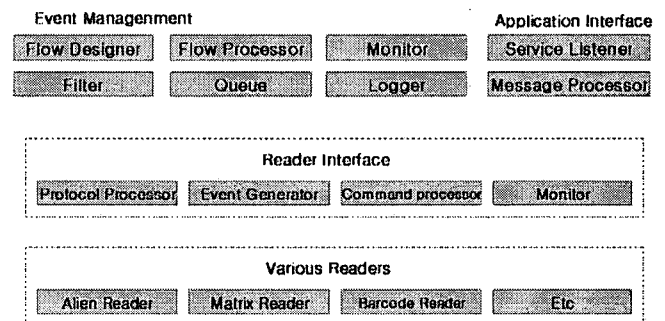 Event Managenment
Application Interface
Flow Designer
Flow Processor
Monitor
Service Listener
Filter
Queue
Logger
Message Processor
Reader Interface
Protocol Processor
Event Generator
Command processor
Monitor
Various Readers
Alien Reader
Matrix Reader
Barcode Reader
Etc